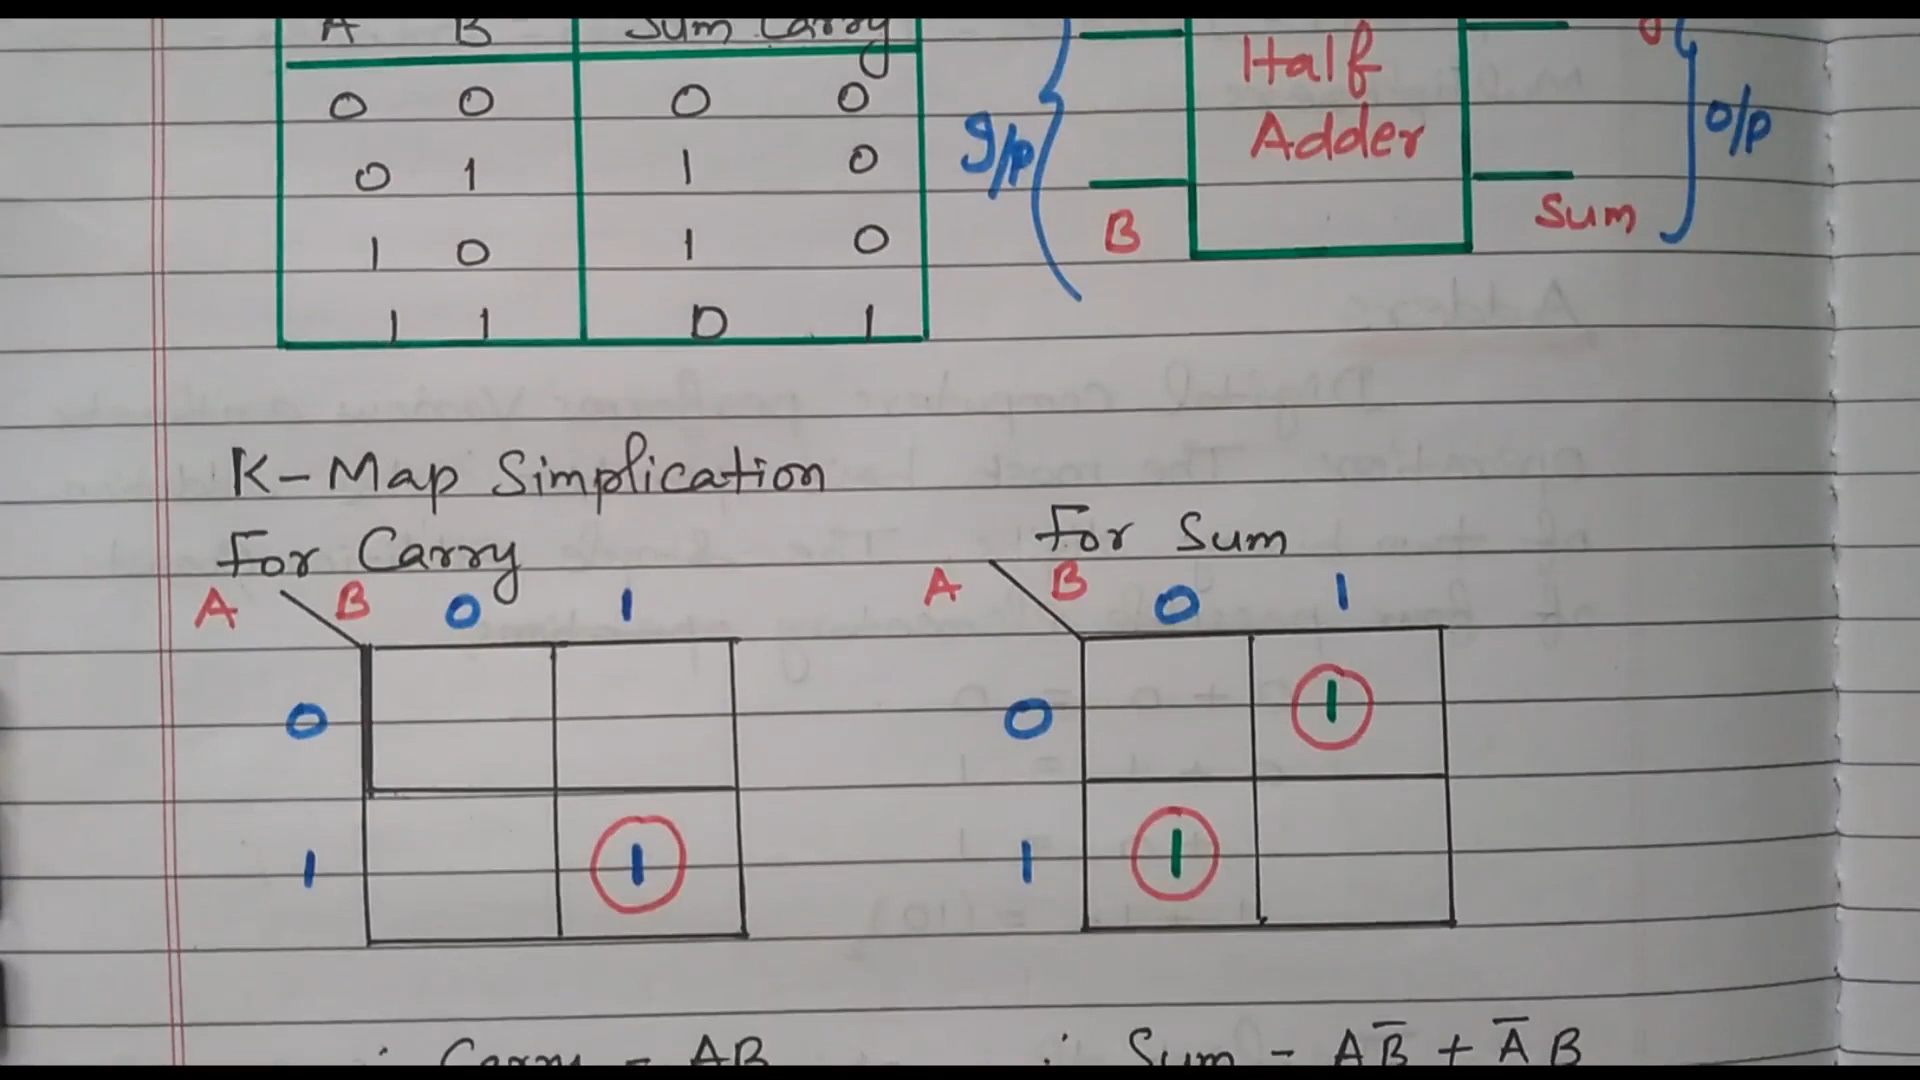 A B Sum Carry
0 0 0 0
0 1 1 0
1 0 1 0
1 1 0 1
Half
Adder
I/p
B
Sum
o/p
K-Map Simplication
For Carry
A B 0 1
0
1 1
For Sum
A B 0 1
0 1
1 1
∴ Carry = AB
∴ Sum = AB̅ + A̅B